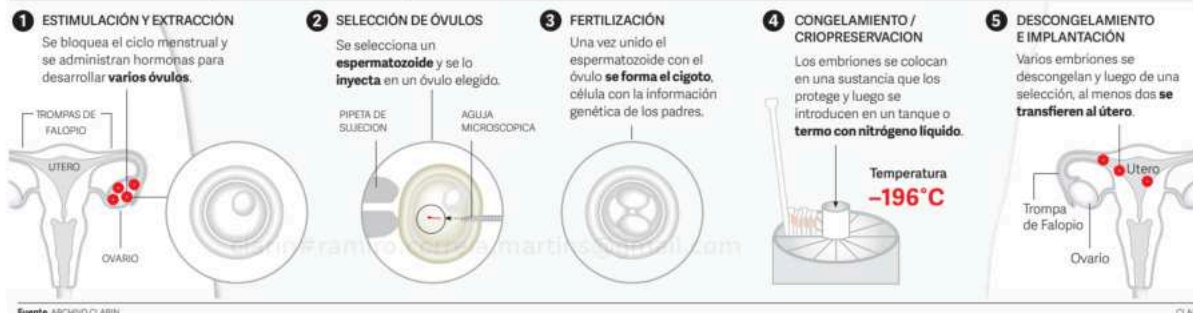 1 ESTIMULACIÓN Y EXTRACCIÓN
Se bloquea el ciclo menstrual y
se administran hormonas para
desarrollar varios óvulos.
TROMPAS DE
FALOPIO
UTERO
OVARIO
2 SELECCIÓN DE ÓVULOS
Se selecciona un
espermatozoide y se lo
inyecta en un óvulo elegido.
PIPETA DE
SUJECION
AGUJA
MICROSCOPICA
3 FERTILIZACIÓN
Una vez unido el
espermatozoide con el
óvulo se forma el cigoto,
célula con la información
genética de los padres.
4 CONGELAMIENTO /
CRIOPRESERVACION
Los embriones se colocan
en una sustancia que los
protege y luego se
introducen en un tanque o
termo con nitrógeno líquido.
Temperatura
–196°C
5 DESCONGELAMIENTO
E IMPLANTACIÓN
Varios embriones se
descongelan y luego de una
selección, al menos dos se
transfieren al útero.
Utero
Trompa
de Falopio
Ovario
Fuente ARCHIVO CLARIN